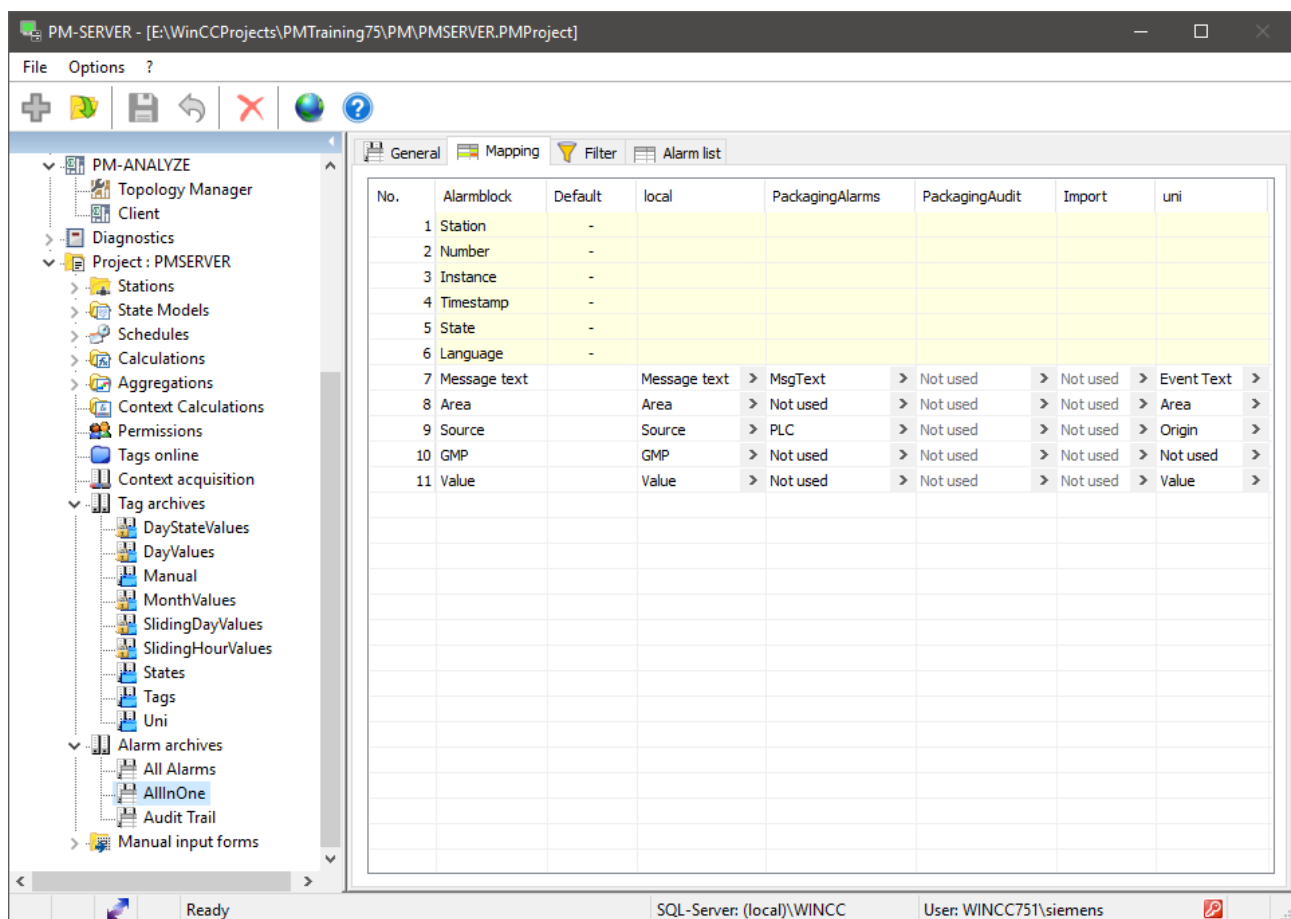 PM-SERVER - [E:\WinCCProjects\PMTraining75\PM\PMSERVER.PMProject]
File Options ?
PM-ANALYZE
Topology Manager
Client
Diagnostics
Project : PMSERVER
Stations
State Models
Schedules
Calculations
Aggregations
Context Calculations
Permissions
Tags online
Context acquisition
Tag archives
DayStateValues
DayValues
Manual
MonthValues
SlidingDayValues
SlidingHourValues
States
Tags
Uni
Alarm archives
All Alarms
AllInOne
Audit Trail
Manual input forms
General Mapping Filter Alarm list
No. Alarmblock Default local PackagingAlarms PackagingAudit Import uni
1 Station -
2 Number -
3 Instance -
4 Timestamp -
5 State -
6 Language -
7 Message text Message text > MsgText > Not used > Not used > Event Text >
8 Area Area > Not used > Not used > Not used > Area >
9 Source Source > PLC > Not used > Not used > Origin >
10 GMP GMP > Not used > Not used > Not used > Not used >
11 Value Value > Not used > Not used > Not used > Value >
Ready SQL-Server: (local)\WINCC User: WINCC751\siemens